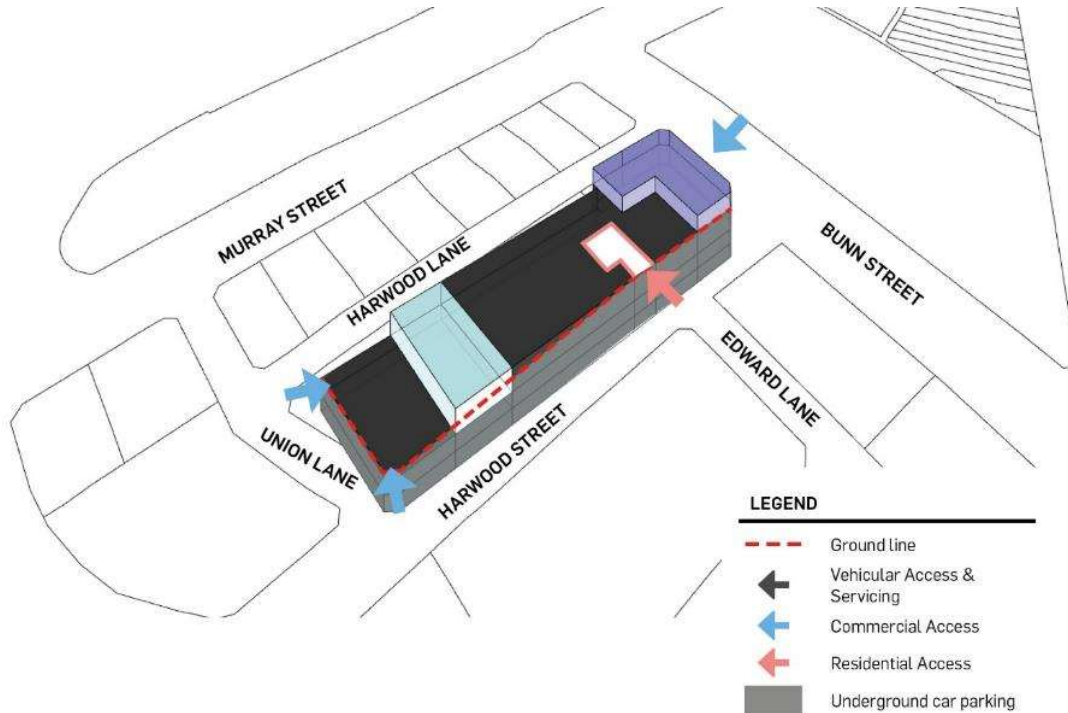 MURRAY STREET
HARWOOD LANE
BUNN STREET
EDWARD LANE
UNION LANE
HARWOOD STREET
LEGEND
Ground line
Vehicular Access &
Servicing
Commercial Access
Residential Access
Underground car parking